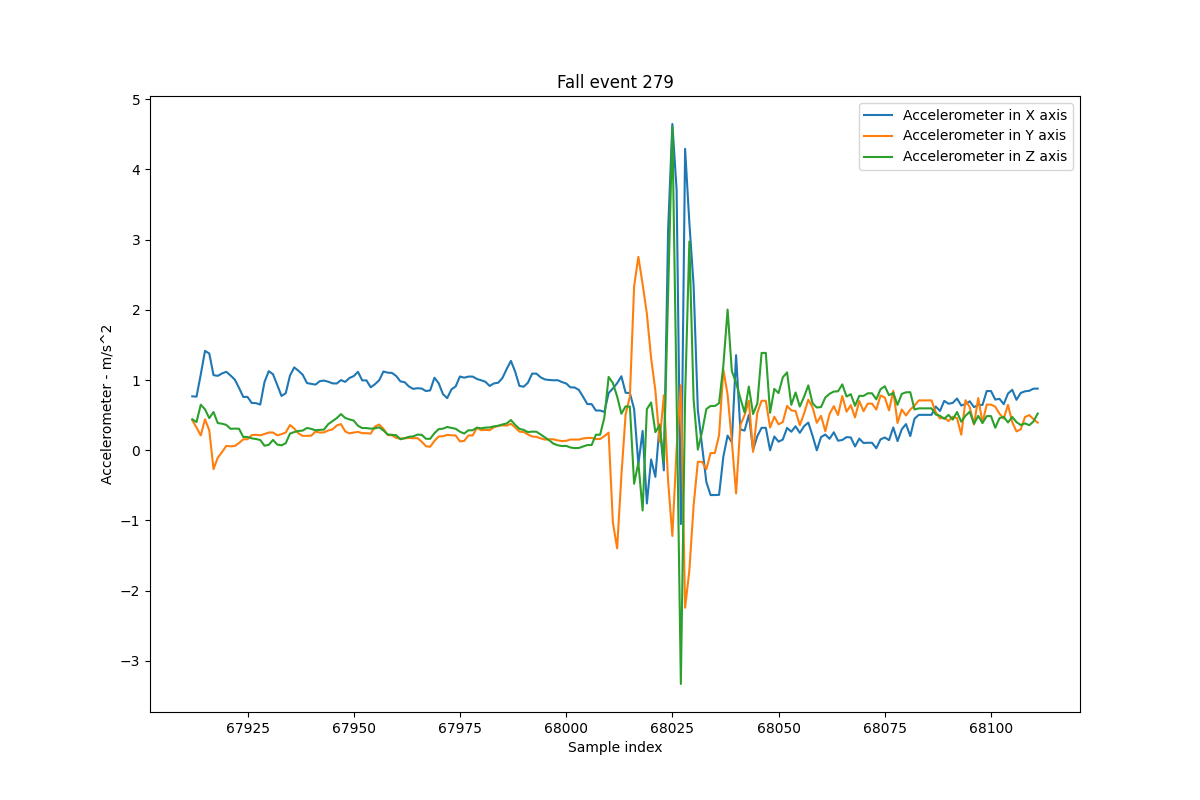 Fall event 279
Accelerometer in X axis
Accelerometer in Y axis
Accelerometer in Z axis
5
4
3
2
1
0
−1
−2
−3
Accelerometer - m/s^2
67925 67950 67975 68000 68025 68050 68075 68100
Sample index